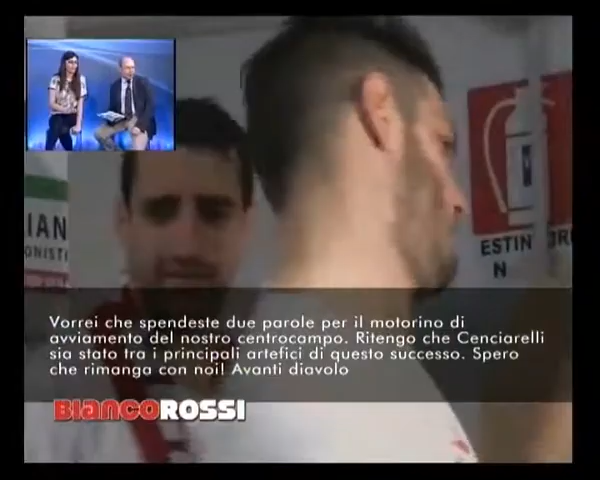 IAN
ONISTI
ESTIN
N
Vorrei che spendeste due parole per il motorino di
avviamento del nostro centrocampo. Ritengo che Cenciarelli
sia stato tra i principali artefici di questo successo. Spero
che rimanga con noi! Avanti diavolo
BIANCOROSSI